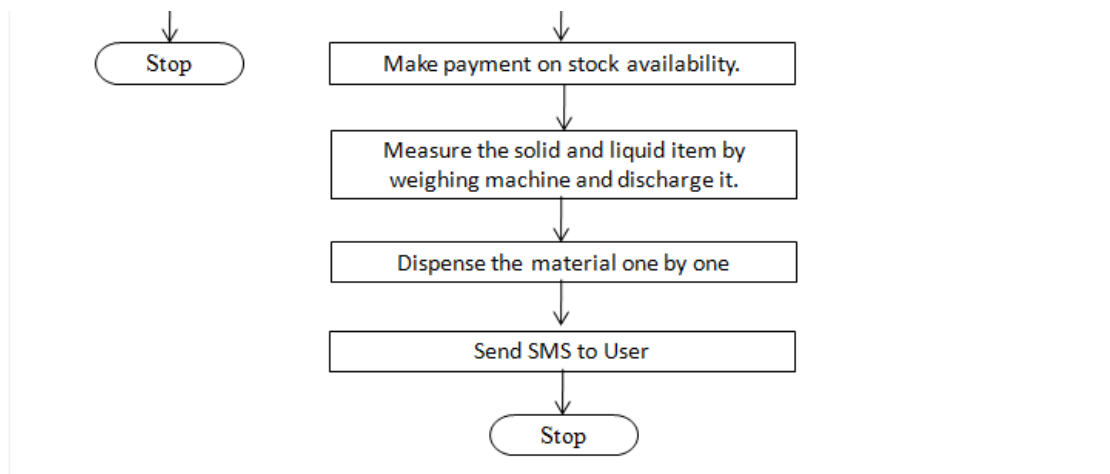 Stop
Make payment on stock availability.
Measure the solid and liquid item by
weighing machine and discharge it.
Dispense the material one by one
Send SMS to User
Stop